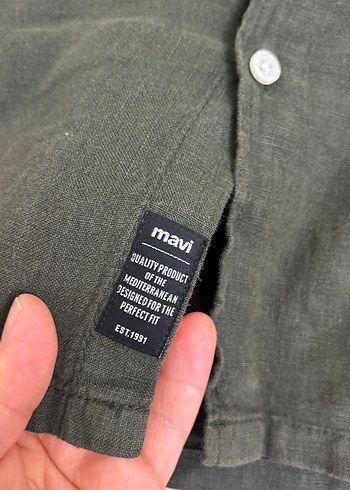 mavi
QUALITY PRODUCT
OF THE
MEDITERRANEAN
DESIGNED FOR THE
PERFECT FIT
EST.1991